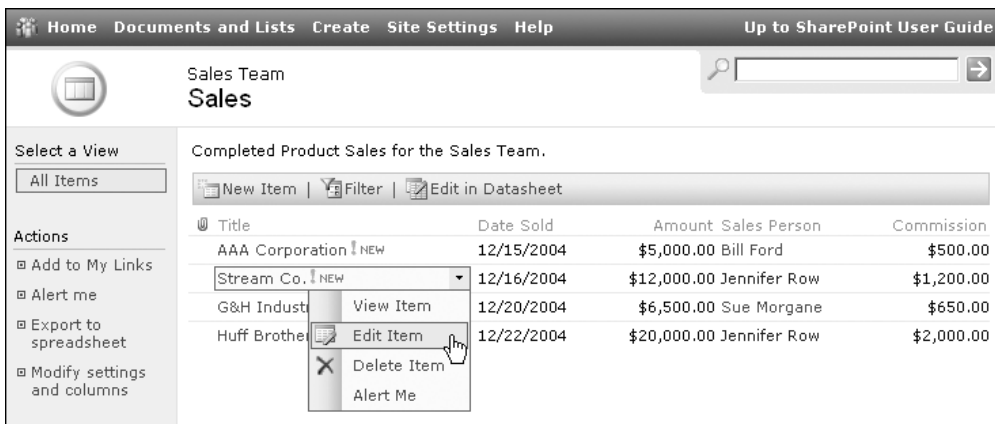 Home Documents and Lists Create Site Settings Help Up to SharePoint User Guide
Sales Team
Sales
Select a View
All Items
Actions
Add to My Links
Alert me
Export to
spreadsheet
Modify settings
and columns
Completed Product Sales for the Sales Team.
New Item | Filter | Edit in Datasheet
Title Date Sold Amount Sales Person Commission
AAA Corporation ! NEW 12/15/2004 $5,000.00 Bill Ford $500.00
Stream Co. ! NEW 12/16/2004 $12,000.00 Jennifer Row $1,200.00
G&H 12/20/2004 $6,500.00 Sue Morgane $650.00
Huff 12/22/2004 $20,000.00 Jennifer Row $2,000.00
View Item
Edit Item
Delete Item
Alert Me